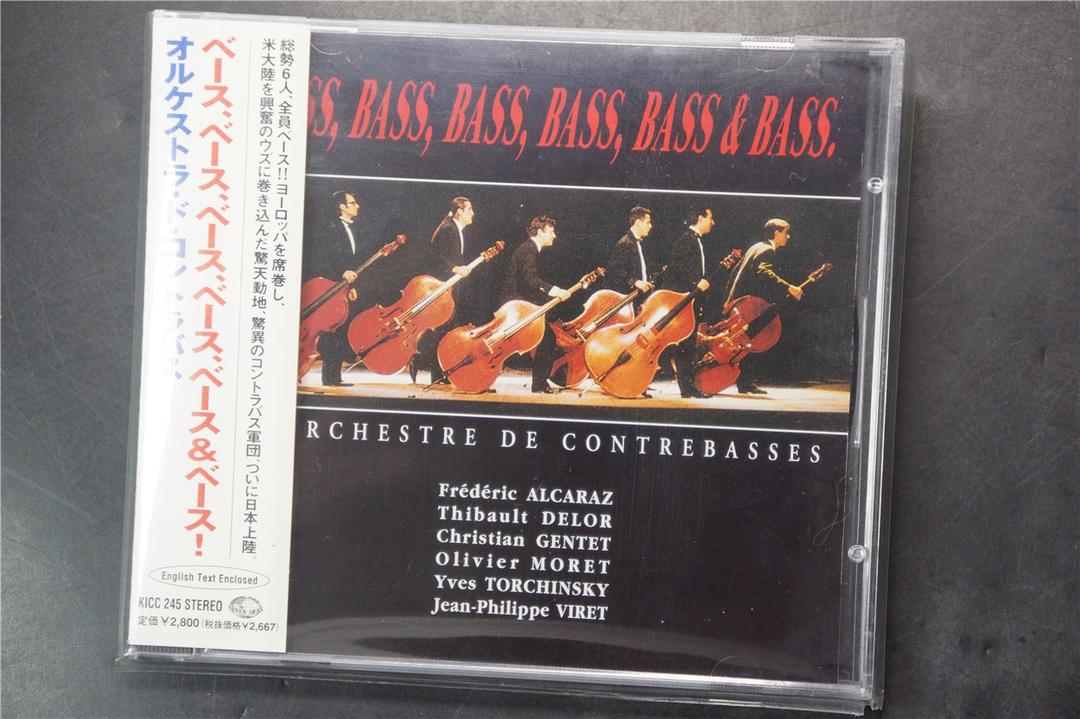 ベース、ベース、ベース、ベース、ベース&ベース!
オルケストラ・ド・コントラバス
総勢6人、全員ベース!!ヨーロッパを席巻し、
米大陸を興奮のウズに巻き込んだ驚天動地、驚異のコントラバス軍団、ついに日本上陸。
English Text Enclosed
KICC 245 STEREO
SEVEN SEAS
定価¥2,800(税抜価格¥2,667)
SS, BASS, BASS, BASS, BASS & BASS.
RCHESTRE DE CONTREBASSES
Frédéric ALCARAZ
Thibault DELOR
Christian GENTET
Olivier MORET
Yves TORCHINSKY
Jean-Philippe VIRET